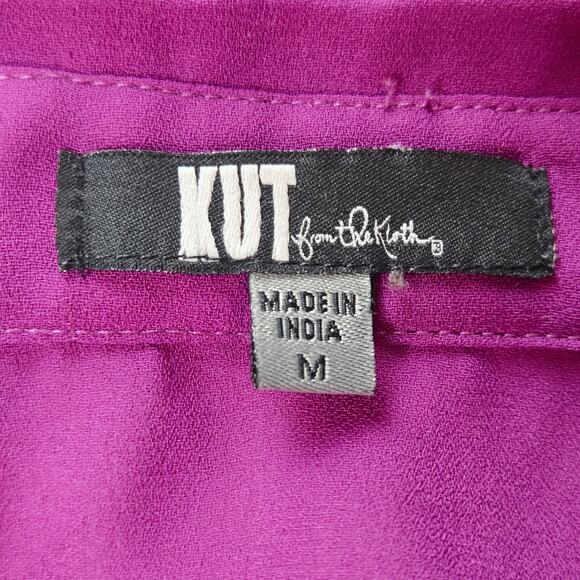 KUT from the Kloth ®
MADE IN
INDIA
M